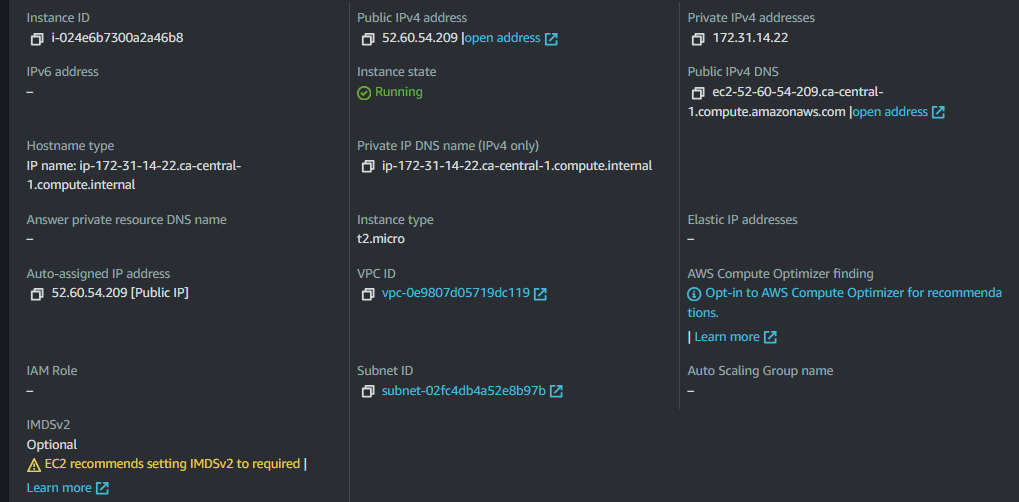 Instance ID
i-024e6b7300a2a46b8
Public IPv4 address
52.60.54.209 |open address
Private IPv4 addresses
172.31.14.22
IPv6 address
–
Instance state
Running
Public IPv4 DNS
ec2-52-60-54-209.ca-central-
1.compute.amazonaws.com |open address
Hostname type
IP name: ip-172-31-14-22.ca-central-
1.compute.internal
Private IP DNS name (IPv4 only)
ip-172-31-14-22.ca-central-1.compute.internal
Answer private resource DNS name
–
Instance type
t2.micro
Elastic IP addresses
–
Auto-assigned IP address
52.60.54.209 [Public IP]
VPC ID
vpc-0e9807d05719dc119
AWS Compute Optimizer finding
Opt-in to AWS Compute Optimizer for recommenda
tions.
| Learn more
IAM Role
–
Subnet ID
subnet-02fc4db4a52e8b97b
Auto Scaling Group name
–
IMDSv2
Optional
EC2 recommends setting IMDSv2 to required |
Learn more